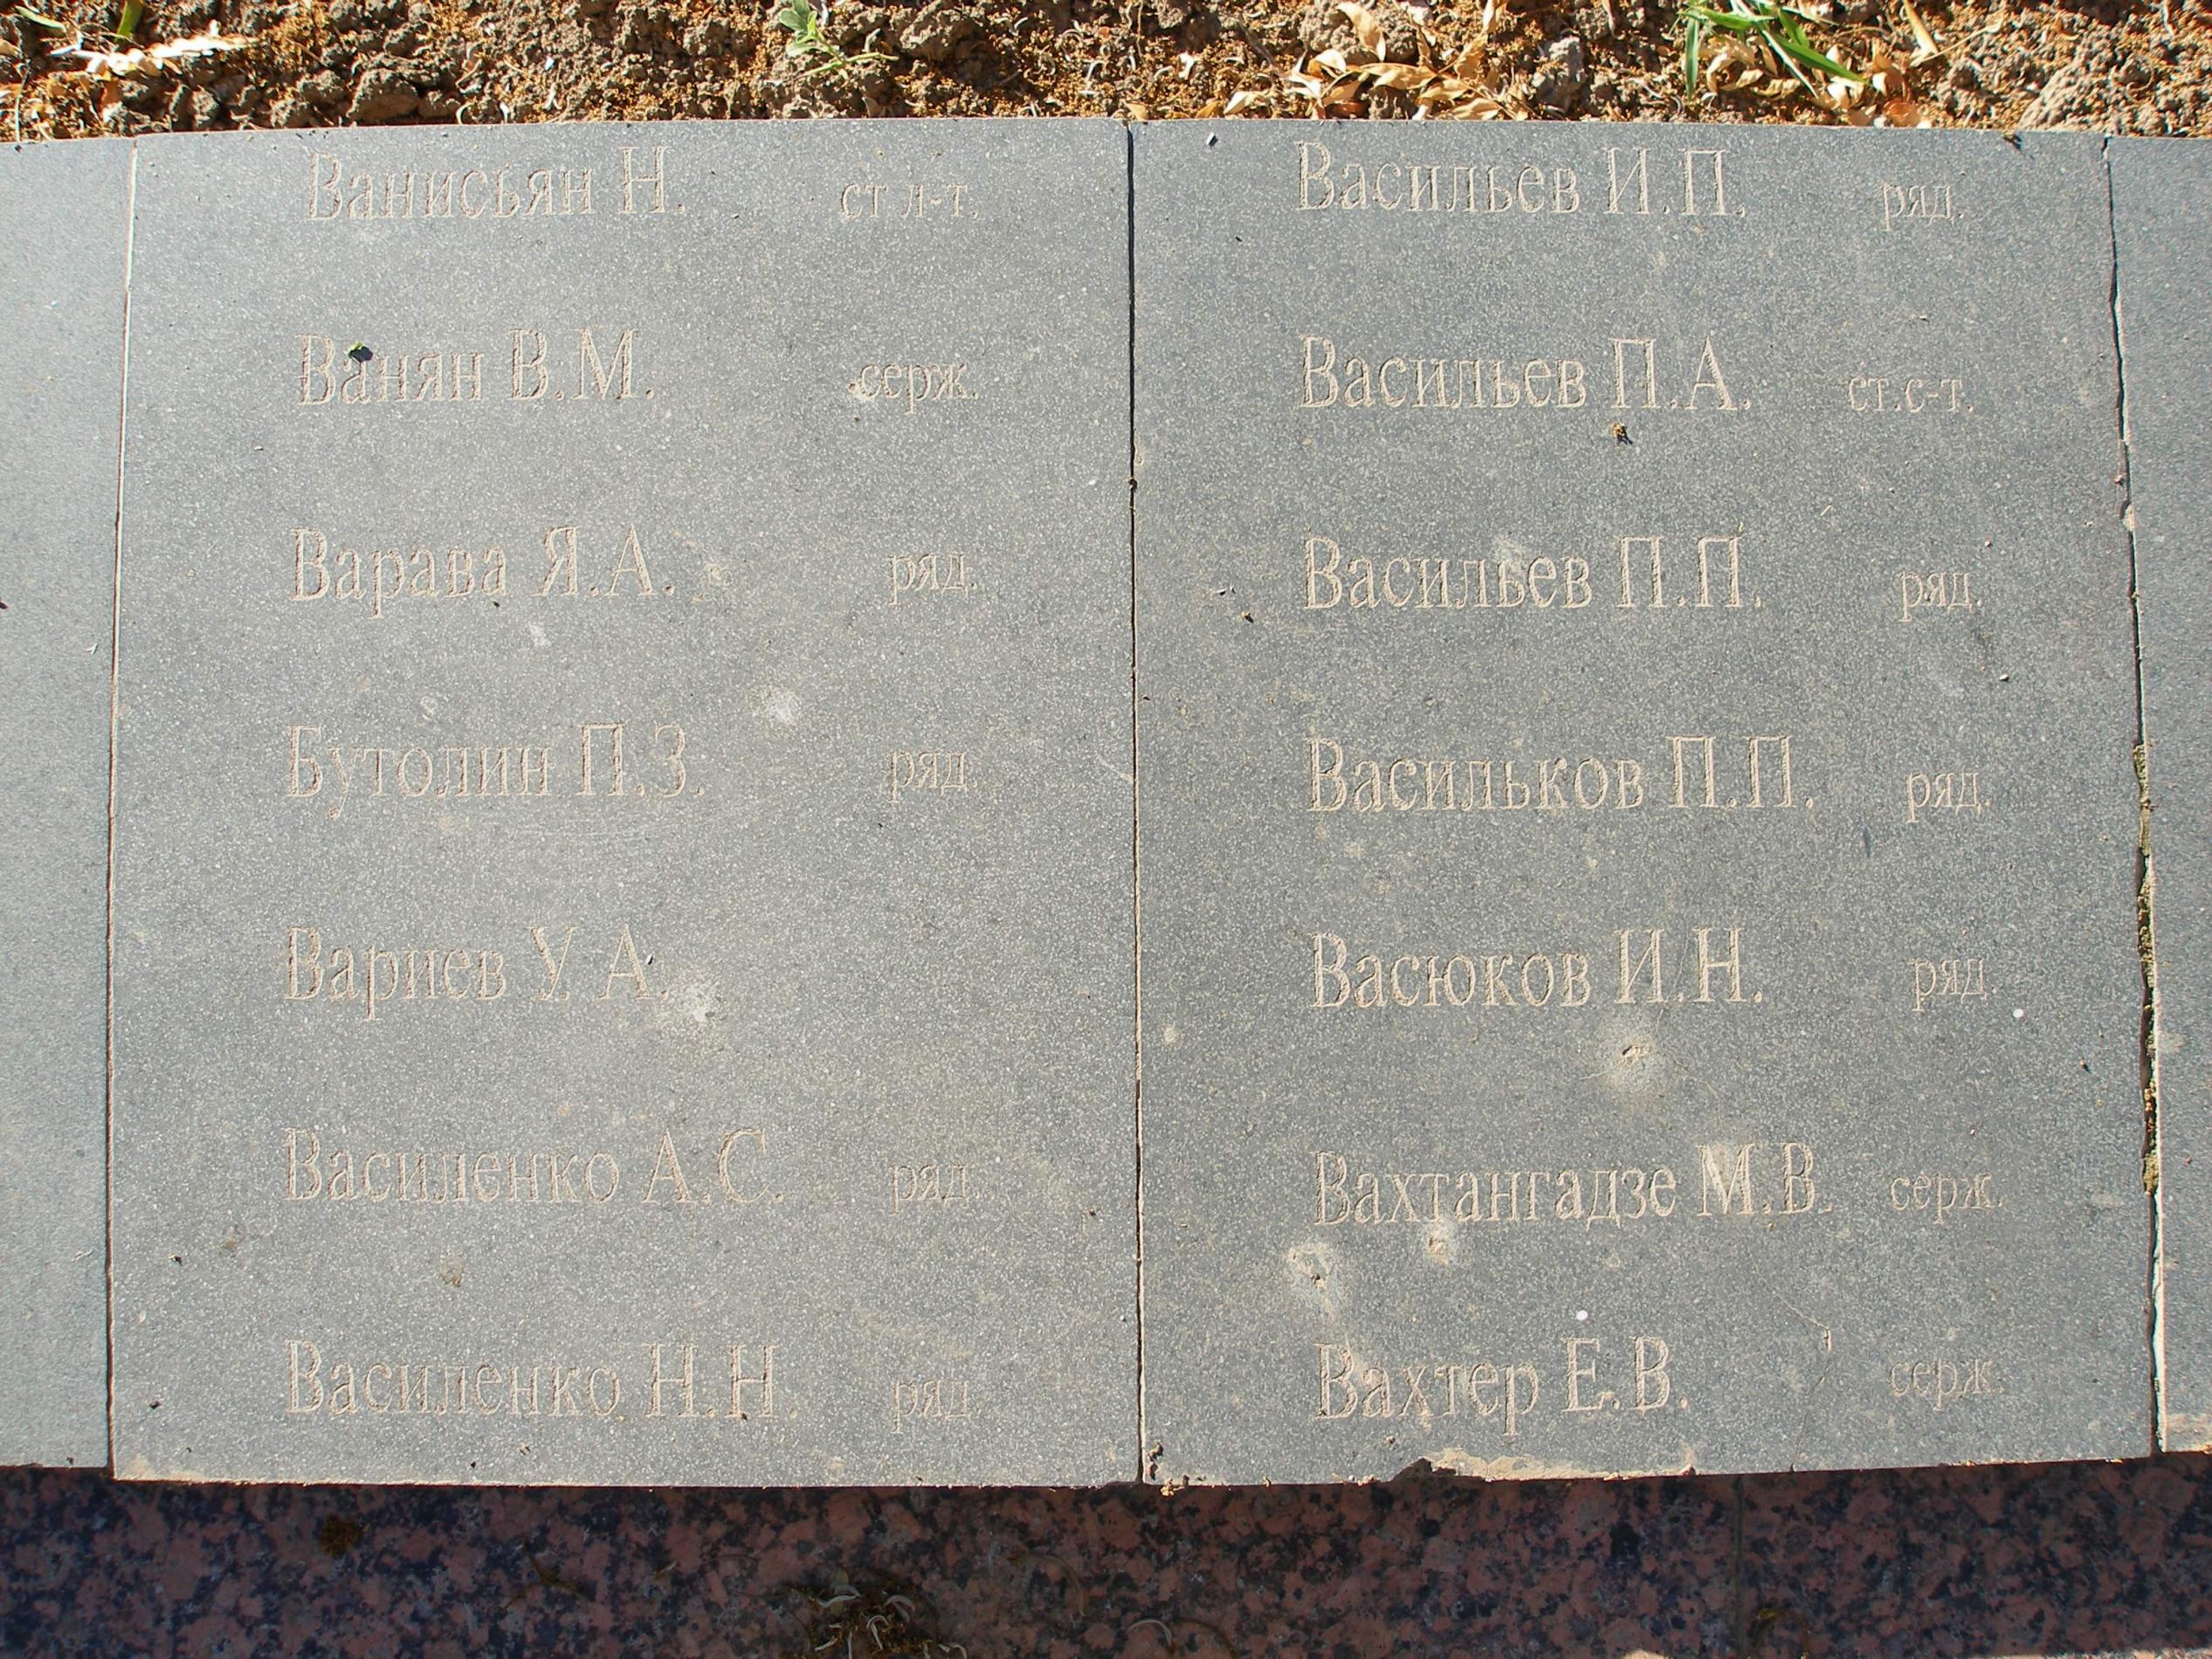 Ванисьян Н. ст л-т.
Ванян В.М. серж.
Варава Я.А. ряд.
Бутолин П.З. ряд
Вариев У. А.
Василенко А.С. ряд.
Василенко Н.Н. ряд
Васильев И.П. ряд.
Васильев П.А. ст.с-т.
Васильев П.П. ряд.
Васильков П.П. ряд.
Васюков И.Н. ряд.
Вахтангадзе М.В. серж.
Вахтер Е.В. серж.